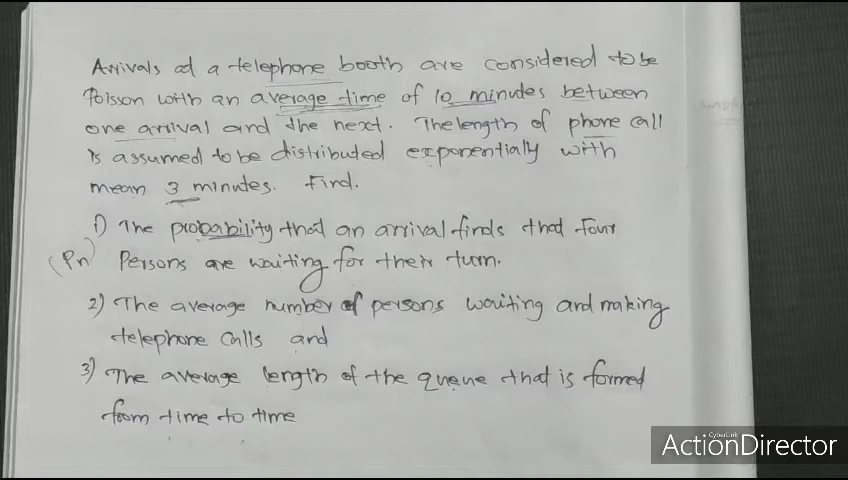 Arrivals at a telephone booth are considered to be
Poisson with an average time of 10 minutes between
one arrival and the next. The length of phone call
is assumed to be distributed exponentially with
mean 3 minutes. Find.
1) The probability that an arrival finds that Four
(Pn) Persons are waiting for their turn.
2) The average number of persons waiting and making
telephone calls and
3) The average length of the queue that is formed
from time to time
CyberLink
ActionDirector